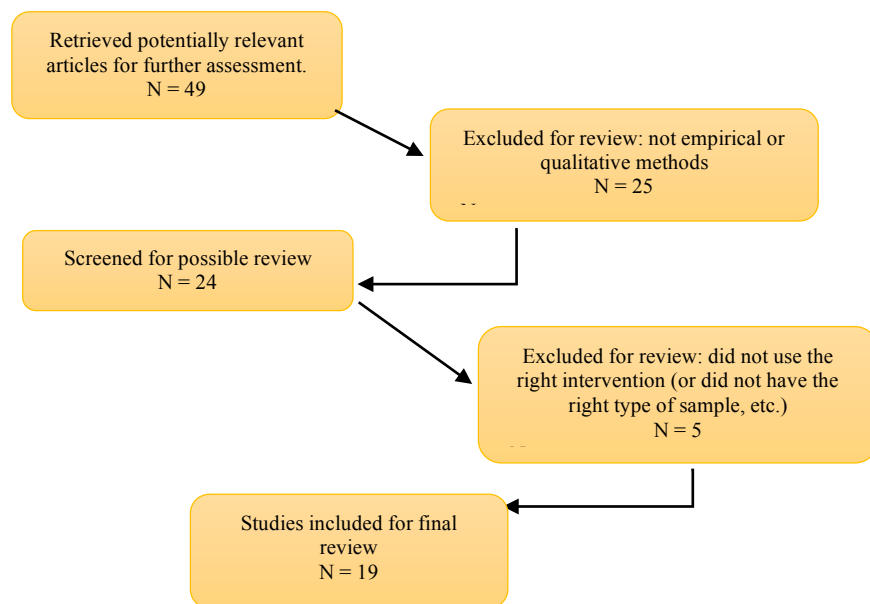 Retrieved potentially relevant
articles for further assessment.
N = 49
Excluded for review: not empirical or
qualitative methods
N = 25
Screened for possible review
N = 24
Excluded for review: did not use the
right intervention (or did not have the
right type of sample, etc.)
N = 5
Studies included for final
review
N = 19